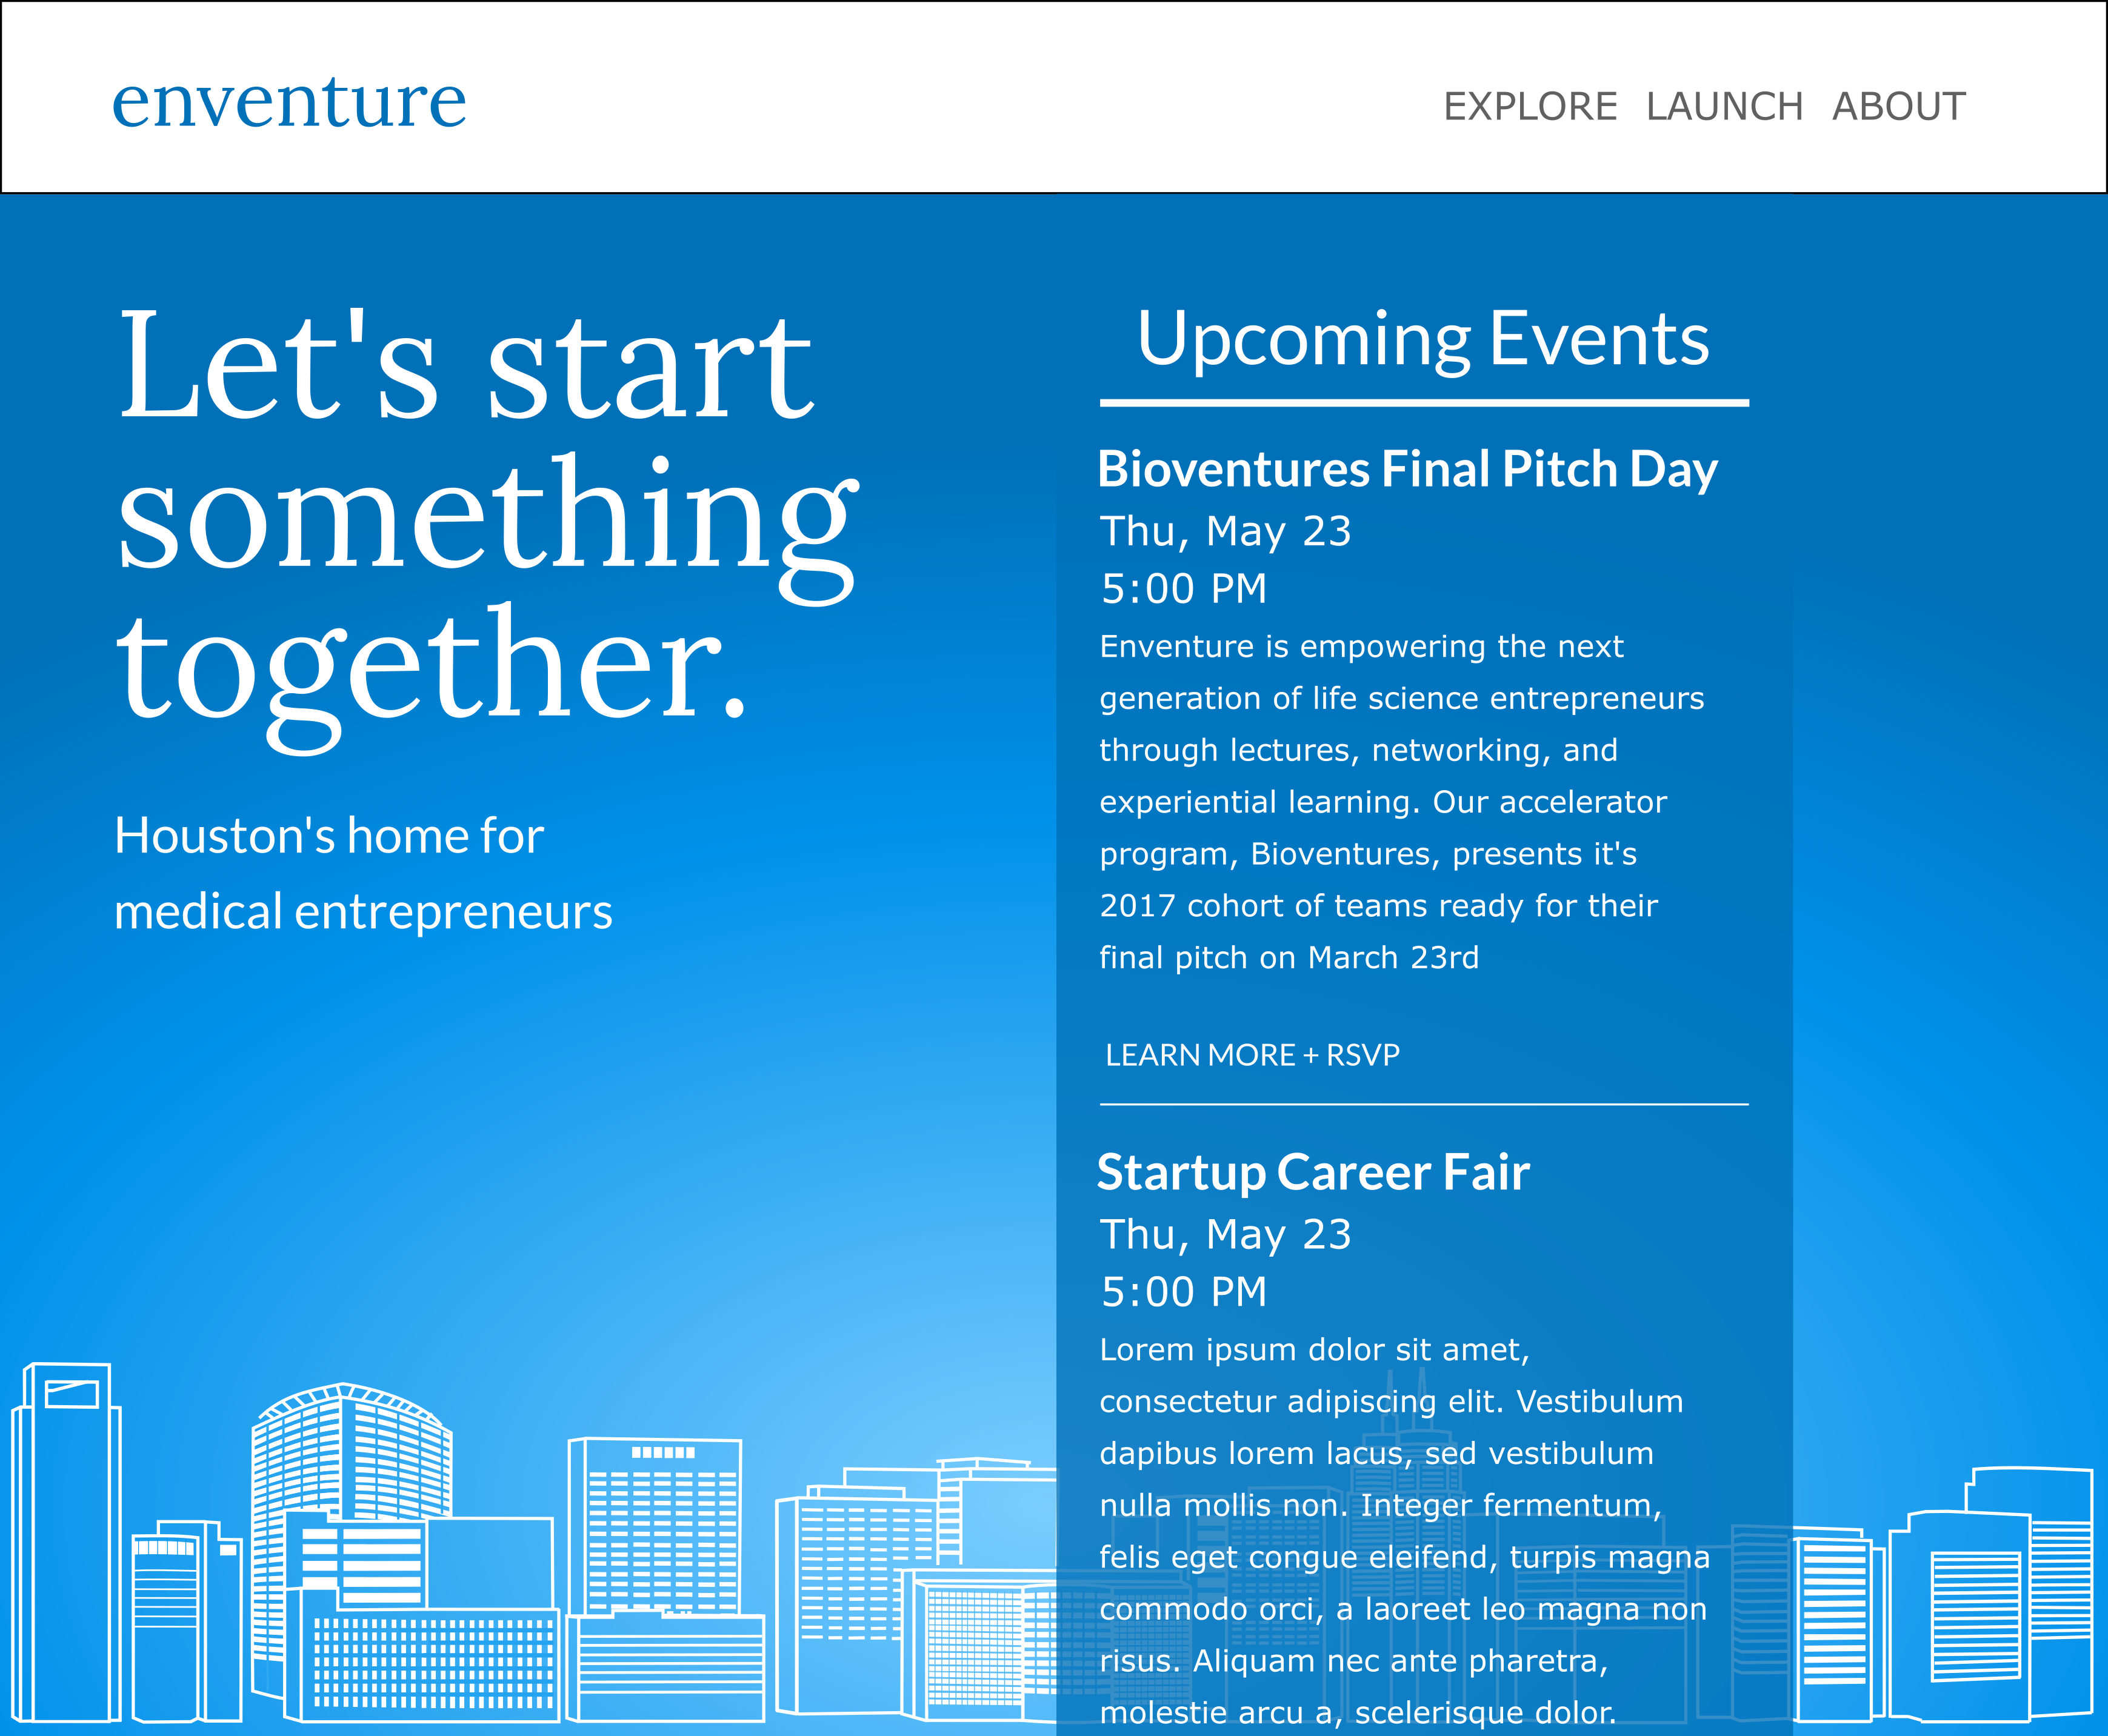 enventure
EXPLORE LAUNCH ABOUT
Let's start
something
together.
Houston's home for
medical entrepreneurs
Upcoming Events
Bioventures Final Pitch Day
Thu, May 23
5:00 PM
Enventure is empowering the next
generation of life science entrepreneurs
through lectures, networking, and
experiential learning. Our accelerator
program, Bioventures, presents it's
2017 cohort of teams ready for their
final pitch on March 23rd
LEARN MORE + RSVP
Startup Career Fair
Thu, May 23
5:00 PM
Lorem ipsum dolor sit amet,
consectetur adipiscing elit. Vestibulum
dapibus lorem lacus, sed vestibulum
nulla mollis non. Integer fermentum,
felis eget congue eleifend, turpis magna
commodo orci, a laoreet leo magna non
risus. Aliquam nec ante pharetra,
molestie arcu a, scelerisque dolor.